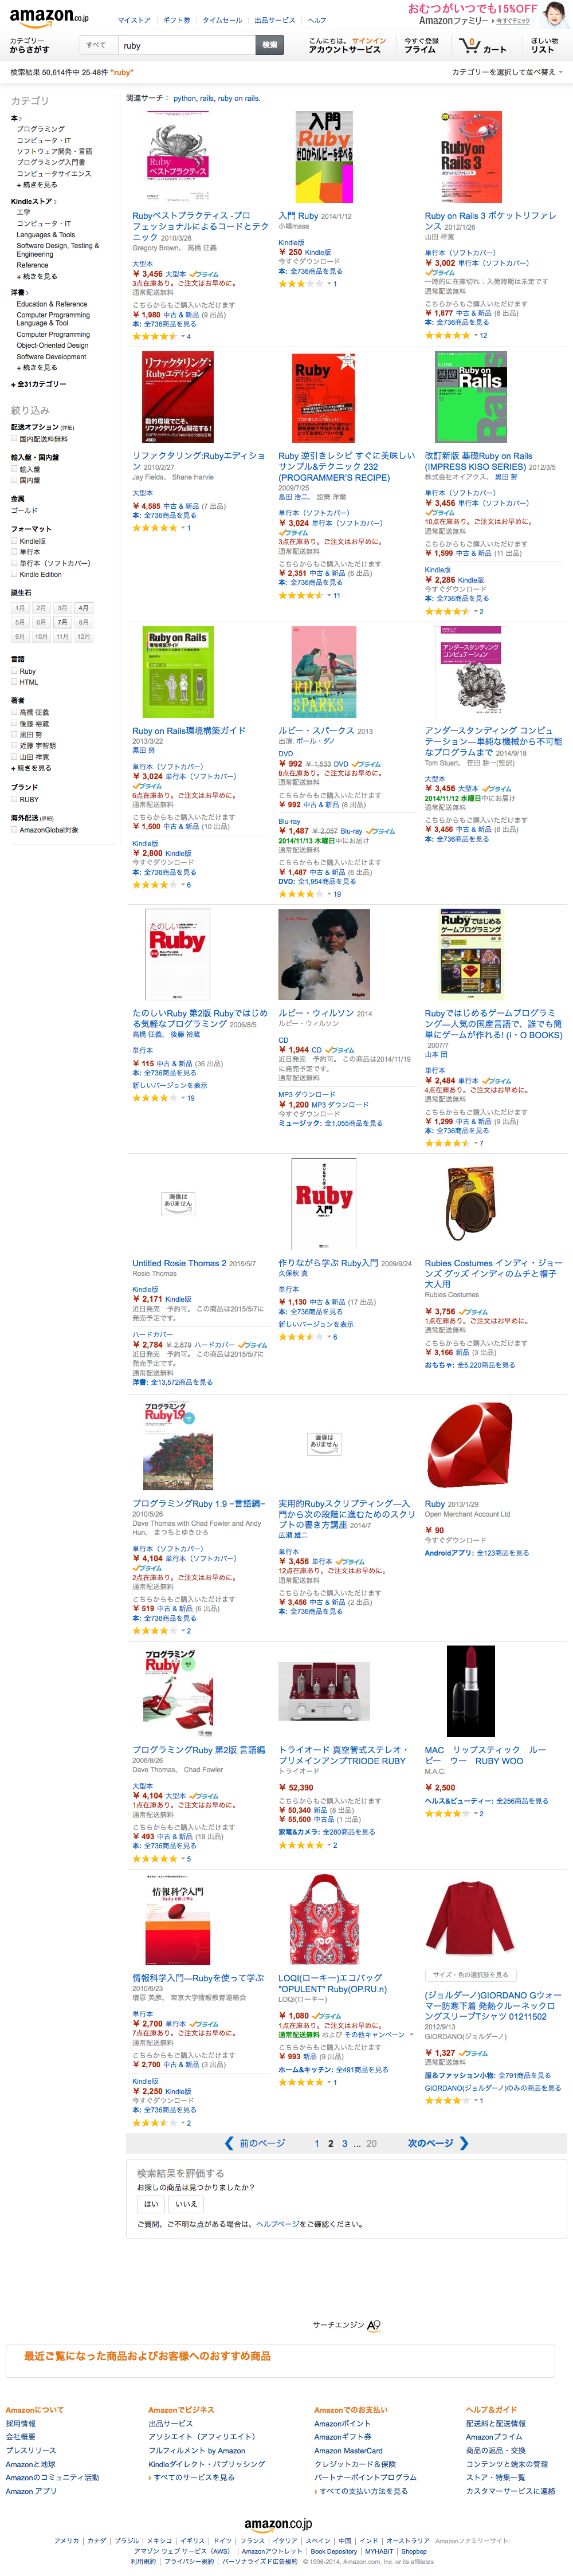 amazon.co.jp
マイストア | ギフト券 | タイムセール | 出品サービス | ヘルプ
おむつがいつでも15%OFF
Amazonファミリー 今すぐチェック
カテゴリー
からさがす
すべて
ruby
検索
こんにちは。サインイン
アカウントサービス
今すぐ登録
プライム
0
カート
ほしい物
リスト
検索結果 50,614件中 25-48件 "ruby"
カテゴリーを選択して並べ替え
カテゴリ
本
プログラミング
コンピュータ・IT
ソフトウェア開発・言語
プログラミング入門書
コンピュータサイエンス
+ 続きを見る
Kindleストア
工学
コンピュータ・IT
Languages & Tools
Software Design, Testing &
Engineering
Reference
+ 続きを見る
洋書
Education & Reference
Computer Programming
Language & Tool
Computer Programming
Object-Oriented Design
Software Development
+ 続きを見る
+ 全31カテゴリー
絞り込み
配送オプション (詳細)
国内配送料無料
輸入盤・国内盤
輸入盤
国内盤
金属
ゴールド
フォーマット
Kindle版
単行本
単行本（ソフトカバー）
Kindle Edition
誕生石
1月 2月 3月 4月
5月 6月 7月 8月
9月 10月 11月 12月
言語
Ruby
HTML
著者
高橋 征義
後藤 裕蔵
黒田 努
近藤 宇智朗
山田 祥寛
+ 続きを見る
ブランド
RUBY
海外配送 (詳細)
AmazonGlobal対象
関連サーチ： python, rails, ruby on rails.
Ruby
ベストプラクティス
Rubyベストプラクティス -プロ
フェッショナルによるコードとテク
ニック 2010/3/26
Gregory Brown、 高橋 征義
大型本
￥ 3,456 大型本 プライム
3点在庫あり。ご注文はお早めに。
通常配送無料
こちらからもご購入いただけます
￥ 1,980 中古 & 新品 (9 出品)
本: 全736商品を見る
4
入門
Ruby
ゼロからルビーを学べる
入門 Ruby 2014/1/12
小嶋masa
Kindle版
￥ 250 Kindle版
今すぐダウンロード
本: 全736商品を見る
1
Ruby on
Rails 3
Ruby on Rails 3 ポケットリファレ
ンス 2012/1/26
山田 祥寛
単行本（ソフトカバー）
￥ 3,002 単行本（ソフトカバー）
プライム
一時的に在庫切れ；入荷時期は未定です
通常配送無料
￥ 1,877 中古 & 新品 (8 出品)
本: 全736商品を見る
12
リファクタリング:
Rubyエディション
動的環境でこそ、
リファクタリングは開花する!
リファクタリング:Rubyエディショ
ン 2010/2/27
Jay Fields、 Shane Harvie
大型本
￥ 4,585 中古 & 新品 (7 出品)
本: 全736商品を見る
1
Ruby
逆引きレシピ
Ruby 逆引きレシピ すぐに美味しい
サンプル&テクニック 232
(PROGRAMMER'S RECIPE)
2009/7/25
島田 浩二、 設樂 洋爾
単行本（ソフトカバー）
￥ 3,024 単行本（ソフトカバー）
プライム
3点在庫あり。ご注文はお早めに。
通常配送無料
こちらからもご購入いただけます
￥ 2,351 中古 & 新品 (6 出品)
本: 全736商品を見る
11
Ruby on
Rails
改訂新版 基礎Ruby on Rails
(IMPRESS KISO SERIES) 2012/3/5
株式会社オイアクス、 黒田 努
単行本（ソフトカバー）
￥ 3,456 単行本（ソフトカバー）
プライム
10点在庫あり。ご注文はお早めに。
通常配送無料
こちらからもご購入いただけます
￥ 1,599 中古 & 新品 (11 出品)
Kindle版
￥ 2,286 Kindle版
本: 全736商品を見る
2
Ruby on Rails
Ruby on Rails環境構築ガイド
2013/3/22
黒田 努
単行本（ソフトカバー）
￥ 3,024 単行本（ソフトカバー）
プライム
6点在庫あり。ご注文はお早めに。
通常配送無料
こちらからもご購入いただけます
￥ 1,500 中古 & 新品 (10 出品)
Kindle版
￥ 2,800 Kindle版
今すぐダウンロード
本: 全736商品を見る
6
RUBY
SPARKS
ルビー・スパークス 2013
出演: ポール・ダノ
DVD
￥ 992 ￥ 1,533 DVD プライム
8点在庫あり。ご注文はお早めに。
通常配送無料
こちらからもご購入いただけます
￥ 992 中古 & 新品 (8 出品)
Blu-ray
￥ 1,487 ￥ 2,057 Blu-ray プライム
2014/11/13 木曜日中にお届け
通常配送無料
こちらからもご購入いただけます
￥ 1,487 中古 & 新品 (6 出品)
DVD: 全1,954商品を見る
19
アンダースタンディング
コンピュテーション
アンダースタンディング コンピュ
テーション―単純な機械から不可能
なプログラムまで 2014/9/18
Tom Stuart、 笹田 耕一(監訳)
大型本
￥ 3,456 大型本 プライム
2014/11/12 水曜日中にお届け
通常配送無料
こちらからもご購入いただけます
￥ 3,456 中古 & 新品 (6 出品)
本: 全736商品を見る
たのしい
Ruby
たのしいRuby 第2版 Rubyではじめ
る気軽なプログラミング 2006/8/5
高橋 征義、 後藤 裕蔵
単行本
￥ 115 中古 & 新品 (36 出品)
本: 全736商品を見る
新しいバージョンを表示
19
ルビー・ウィルソン 2014
ルビー・ウィルソン
CD
￥ 1,944 CD プライム
近日発売 予約可。 この商品は2014/11/19
に発売予定です。
通常配送無料
MP3 ダウンロード
￥ 1,200 MP3 ダウンロード
今すぐダウンロード
ミュージック: 全1,055商品を見る
Rubyではじめる
ゲームプログラミング
Rubyではじめるゲームプログラミ
ング―人気の国産言語で、誰でも簡
単にゲームが作れる! (I・O BOOKS)
2007/7
山本 団
単行本
￥ 2,484 単行本 プライム
4点在庫あり。ご注文はお早めに。
通常配送無料
こちらからもご購入いただけます
￥ 1,299 中古 & 新品 (9 出品)
本: 全736商品を見る
7
画像は
ありません
Untitled Rosie Thomas 2 2015/5/7
Rosie Thomas
Kindle版
￥ 2,171 Kindle版
近日発売 予約可。 この商品は2015/5/7に
発売予定です。
ハードカバー
￥ 2,784 ￥ 2,879 ハードカバー プライム
近日発売 予約可。 この商品は2015/5/7に
発売予定です。
通常配送無料
洋書: 全13,572商品を見る
作りながら学ぶ
Ruby
入門
作りながら学ぶ Ruby入門 2009/9/24
久保秋 真
単行本
￥ 1,130 中古 & 新品 (17 出品)
本: 全736商品を見る
新しいバージョンを表示
6
Rubies Costumes インディ・ジョー
ンズ グッズ インディのムチと帽子
大人用
Rubies Costumes
￥ 3,756 プライム
1点在庫あり。ご注文はお早めに。
通常配送無料
こちらからもご購入いただけます
￥ 3,166 新品 (3 出品)
おもちゃ: 全5,220商品を見る
プログラミング
Ruby 1.9
プログラミングRuby 1.9 −言語編−
2010/5/26
Dave Thomas with Chad Fowler and Andy
Hun、 まつもとゆきひろ
単行本（ソフトカバー）
￥ 4,104 単行本（ソフトカバー）
プライム
2点在庫あり。ご注文はお早めに。
通常配送無料
こちらからもご購入いただけます
￥ 519 中古 & 新品 (6 出品)
本: 全736商品を見る
2
画像は
ありません
実用的Rubyスクリプティング―入
門から次の段階に進むためのスクリ
プトの書き方講座 2014/7
広瀬 雄二
単行本
￥ 3,456 単行本 プライム
12点在庫あり。ご注文はお早めに。
通常配送無料
こちらからもご購入いただけます
￥ 3,456 中古 & 新品 (2 出品)
本: 全736商品を見る
Ruby 2013/1/29
Open Merchant Account Ltd
￥ 90
今すぐダウンロード
Androidアプリ: 全123商品を見る
プログラミング
Ruby
プログラミングRuby 第2版 言語編
2006/8/26
Dave Thomas、 Chad Fowler
大型本
￥ 4,104 大型本 プライム
1点在庫あり。ご注文はお早めに。
通常配送無料
こちらからもご購入いただけます
￥ 493 中古 & 新品 (19 出品)
本: 全736商品を見る
5
トライオード 真空管式ステレオ・
プリメインアンプTRIODE RUBY
トライオード
￥ 52,390
こちらからもご購入いただけます
￥ 50,340 新品 (8 出品)
￥ 55,500 中古品 (1 出品)
家電&カメラ: 全280商品を見る
2
MAC リップスティック ルー
ビー ウー RUBY WOO
M.A.C.
￥ 2,500
ヘルス&ビューティー: 全256商品を見る
2
情報科学入門
情報科学入門―Rubyを使って学ぶ
2010/6/23
増原 英彦、 東京大学情報教育連絡会
単行本
￥ 2,700 単行本 プライム
7点在庫あり。ご注文はお早めに。
通常配送無料
こちらからもご購入いただけます
￥ 2,700 中古 & 新品 (3 出品)
Kindle版
￥ 2,250 Kindle版
今すぐダウンロード
本: 全736商品を見る
2
LOQI(ローキー)エコバッグ
"OPULENT" Ruby(OP.RU.n)
LOQI(ローキー)
￥ 1,080 プライム
1点在庫あり。ご注文はお早めに。
通常配送無料 および その他キャンペーン
こちらからもご購入いただけます
￥ 993 新品 (9 出品)
ホーム&キッチン: 全491商品を見る
1
サイズ・色の選択肢を見る
(ジョルダーノ)GIORDANO Gウォ
ーマー防寒下着 発熱クルーネックロ
ングスリーブTシャツ 01211502
2012/9/13
GIORDANO(ジョルダーノ)
￥ 1,327 プライム
通常配送無料
服＆ファッション小物: 全791商品を見る
GIORDANO(ジョルダーノ)のみの商品を見る
1
前のページ 1 2 3 ... 20 次のページ
検索結果を評価する
お探しの商品は見つかりましたか？
はい いいえ
ご質問、ご不明な点がある場合は、ヘルプページをご確認ください。
サーチエンジン A9
最近ご覧になった商品およびお客様へのおすすめ商品
Amazonについて
採用情報
会社概要
プレスリリース
Amazonと地球
Amazonのコミュニティ活動
Amazon アプリ
Amazonでビジネス
出品サービス
アソシエイト（アフィリエイト）
フルフィルメント by Amazon
Kindleダイレクト・パブリッシング
› すべてのサービスを見る
Amazonでのお支払い
Amazonポイント
Amazonギフト券
Amazon MasterCard
クレジットカード＆保険
パートナーポイントプログラム
› すべての支払い方法を見る
ヘルプ＆ガイド
配送料と配送情報
Amazonプライム
商品の返品・交換
コンテンツと端末の管理
ストア・特集一覧
カスタマーサービスに連絡
amazon.co.jp
アメリカ | カナダ | ブラジル | メキシコ | イギリス | ドイツ | フランス | イタリア | スペイン | 中国 | インド | オーストラリア Amazonファミリーサイト:
アマゾン ウェブ サービス（AWS） | Amazonアウトレット | Book Depository | MYHABIT | Shopbop
利用規約 | プライバシー規約 | パーソナライズド広告規約 © 1996-2014, Amazon.com, Inc. or its affiliates